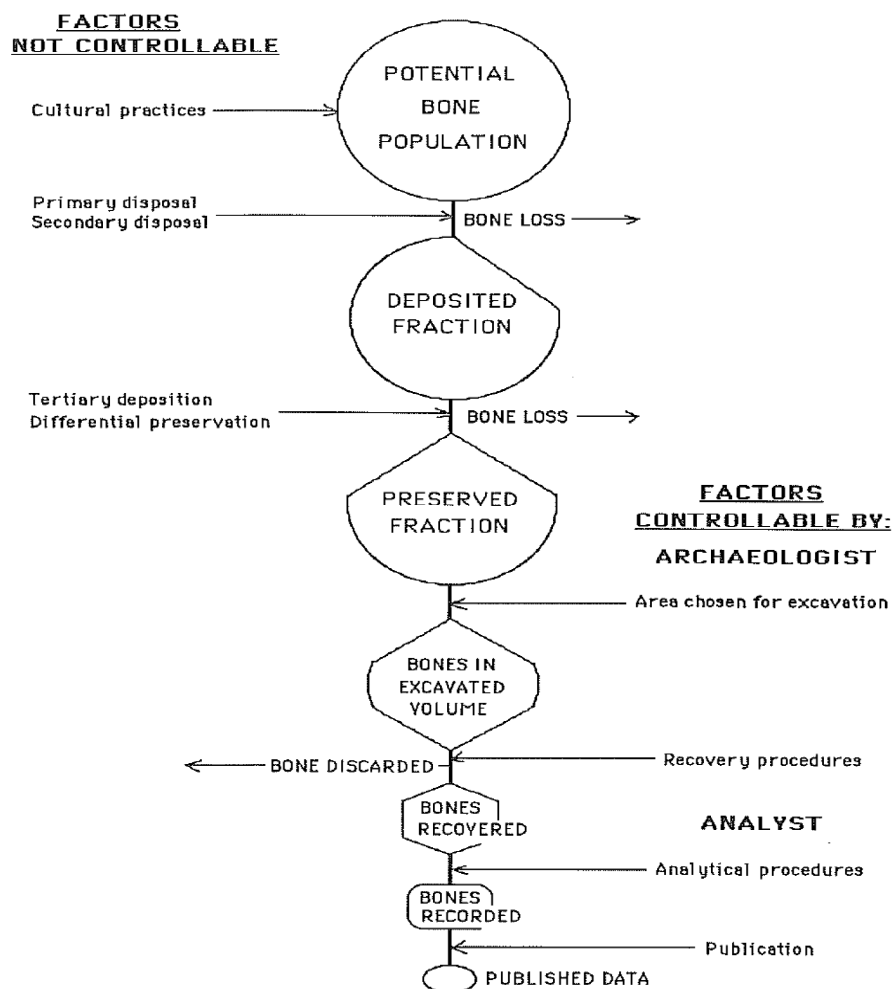 FACTORS
NOT CONTROLLABLE
POTENTIAL
BONE
POPULATION
Cultural practices
Primary disposal
Secondary disposal
BONE LOSS
DEPOSITED
FRACTION
Tertiary deposition
Differential preservation
BONE LOSS
PRESERVED
FRACTION
FACTORS
CONTROLLABLE BY:
ARCHAEOLOGIST
Area chosen for excavation
BONES IN
EXCAVATED
VOLUME
BONE DISCARDED
Recovery procedures
BONES
RECOVERED
ANALYST
Analytical procedures
BONES
RECORDED
Publication
PUBLISHED DATA